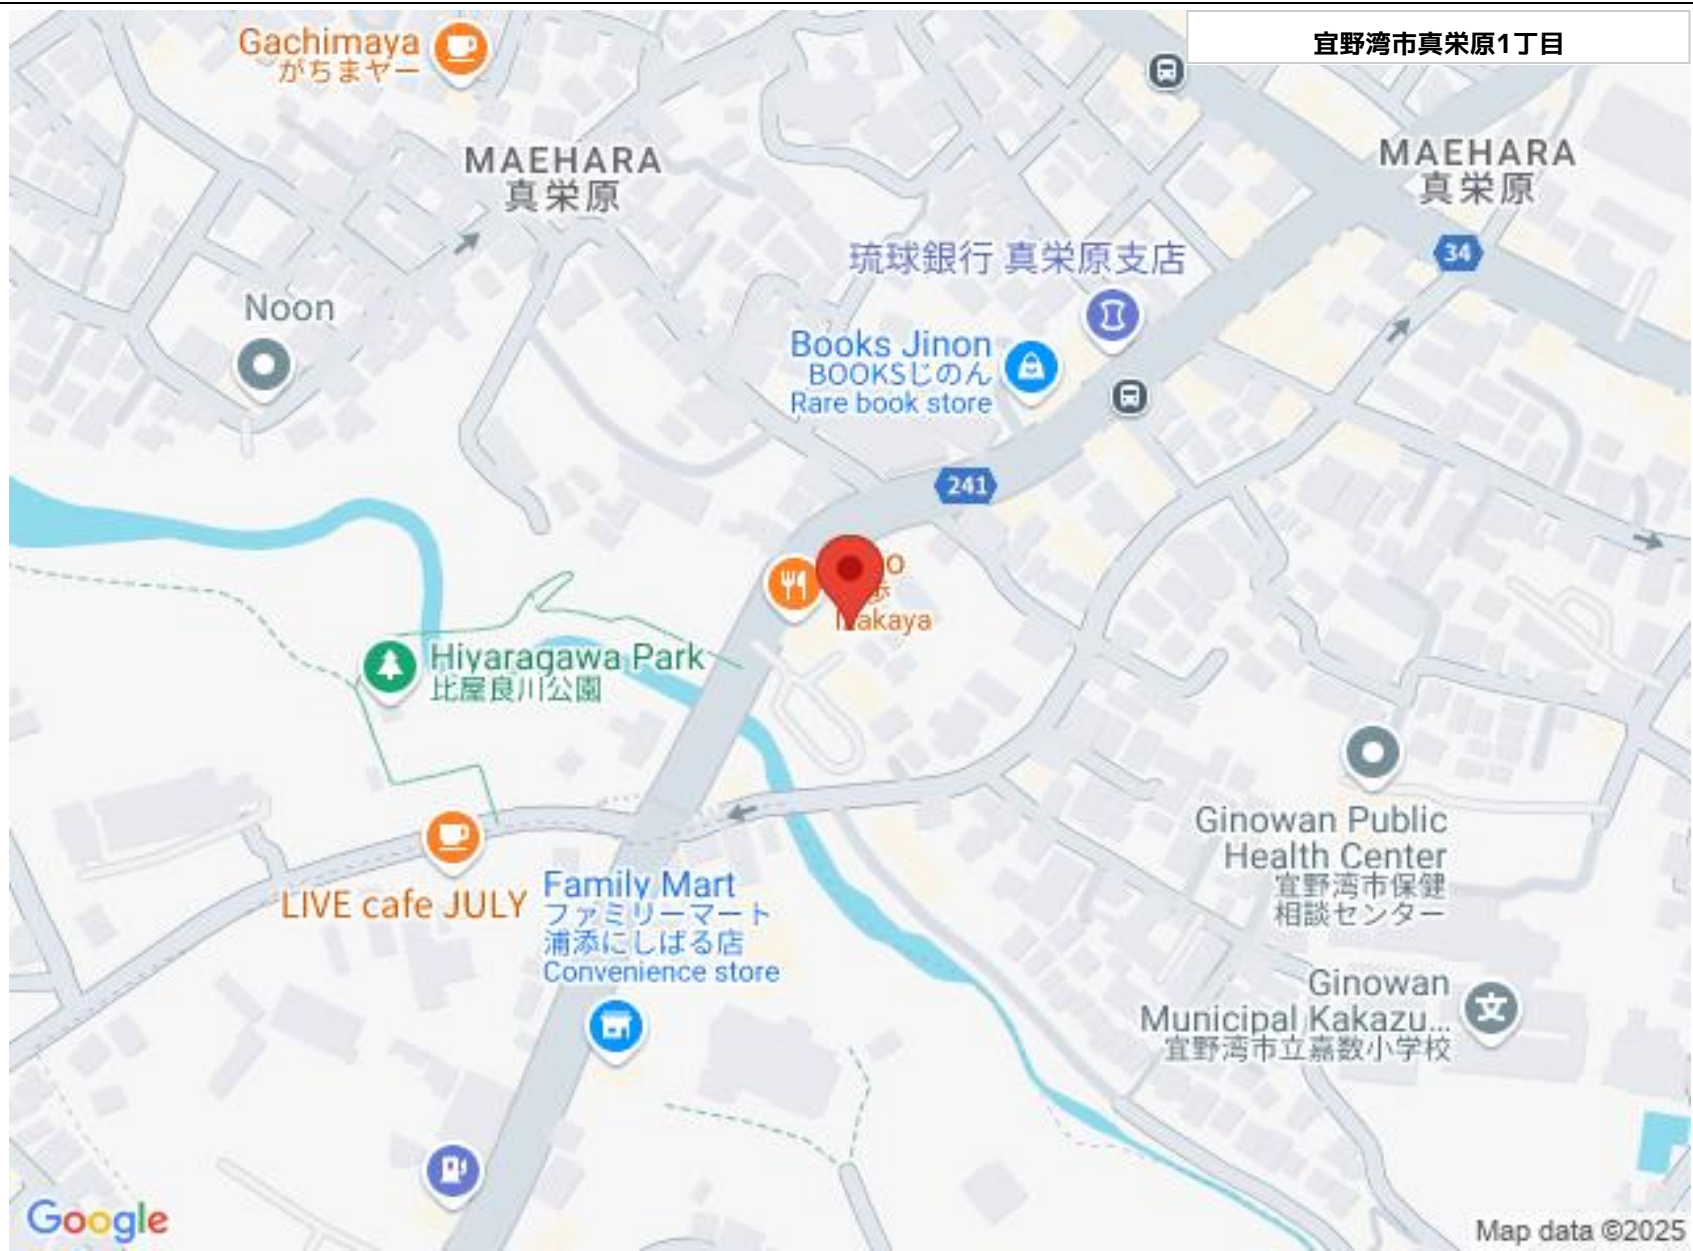 宜野湾市真栄原1丁目
Gachimaya
がちまヤー
MAEHARA
真栄原
MAEHARA
真栄原
34
琉球銀行 真栄原支店
Noon
Books Jinon
BOOKSじのん
Rare book store
241
akaya
Hiyaragawa Park
比屋良川公園
LIVE cafe JULY
Family Mart
ファミリーマート
浦添にしばる店
Convenience store
Ginowan Public
Health Center
宜野湾市保健
相談センター
Ginowan
Municipal Kakazu...
宜野湾市立嘉数小学校
文
Google
Map data ©2025